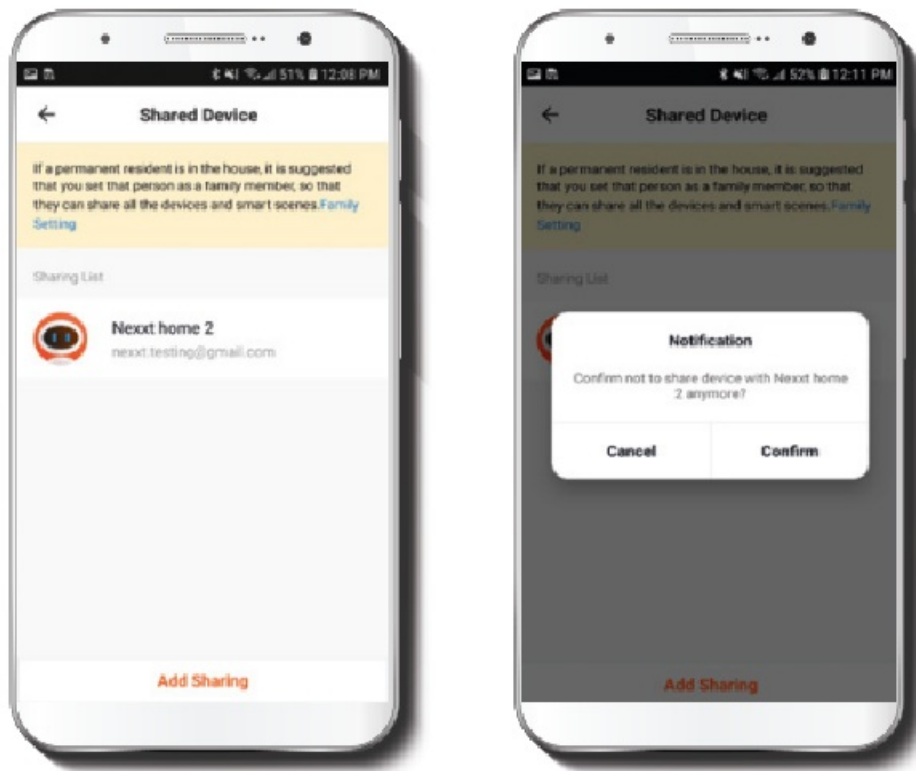 51% 12:08 PM
Shared Device
If a permanent resident is in the house, it is suggested
that you set that person as a family member, so that
they can share all the devices and smart scenes.Family
Setting
Sharing List
Nexxt home 2
nexxt.testing@gmail.com
Add Sharing
52% 12:11 PM
Shared Device
If a permanent resident is in the house, it is suggested
that you set that person as a family member, so that
they can share all the devices and smart scenes.Family
Setting
Sharing List
Notification
Confirm not to share device with Nexxt home
2 anymore?
Cancel
Confirm
Add Sharing